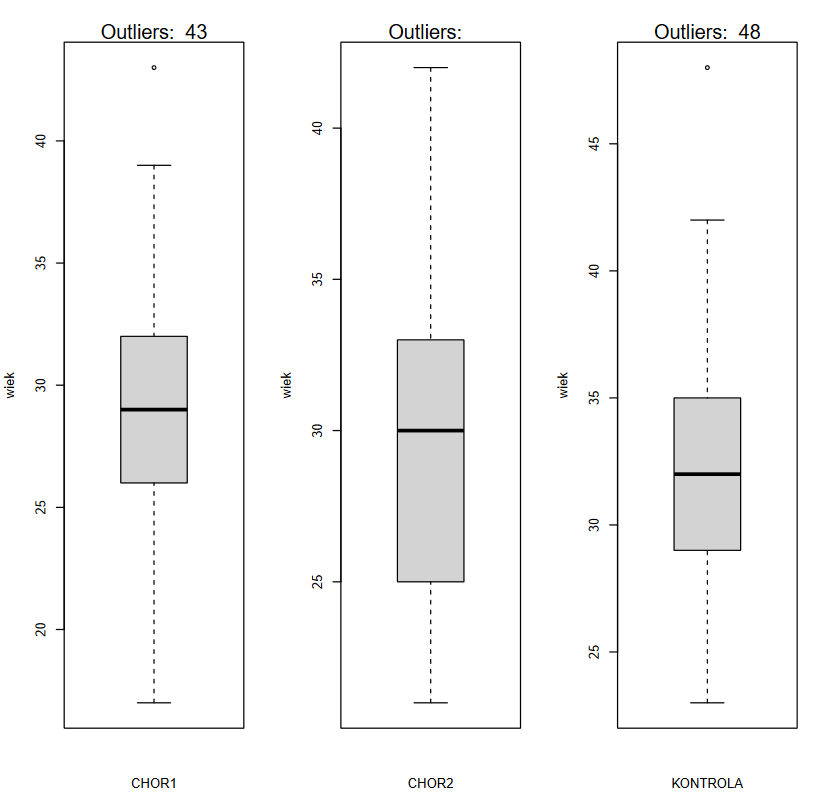 Outliers:  43
wiek
40
35
30
25
20
CHOR1
Outliers:
wiek
40
35
30
25
CHOR2
Outliers:  48
wiek
45
40
35
30
25
KONTROLA